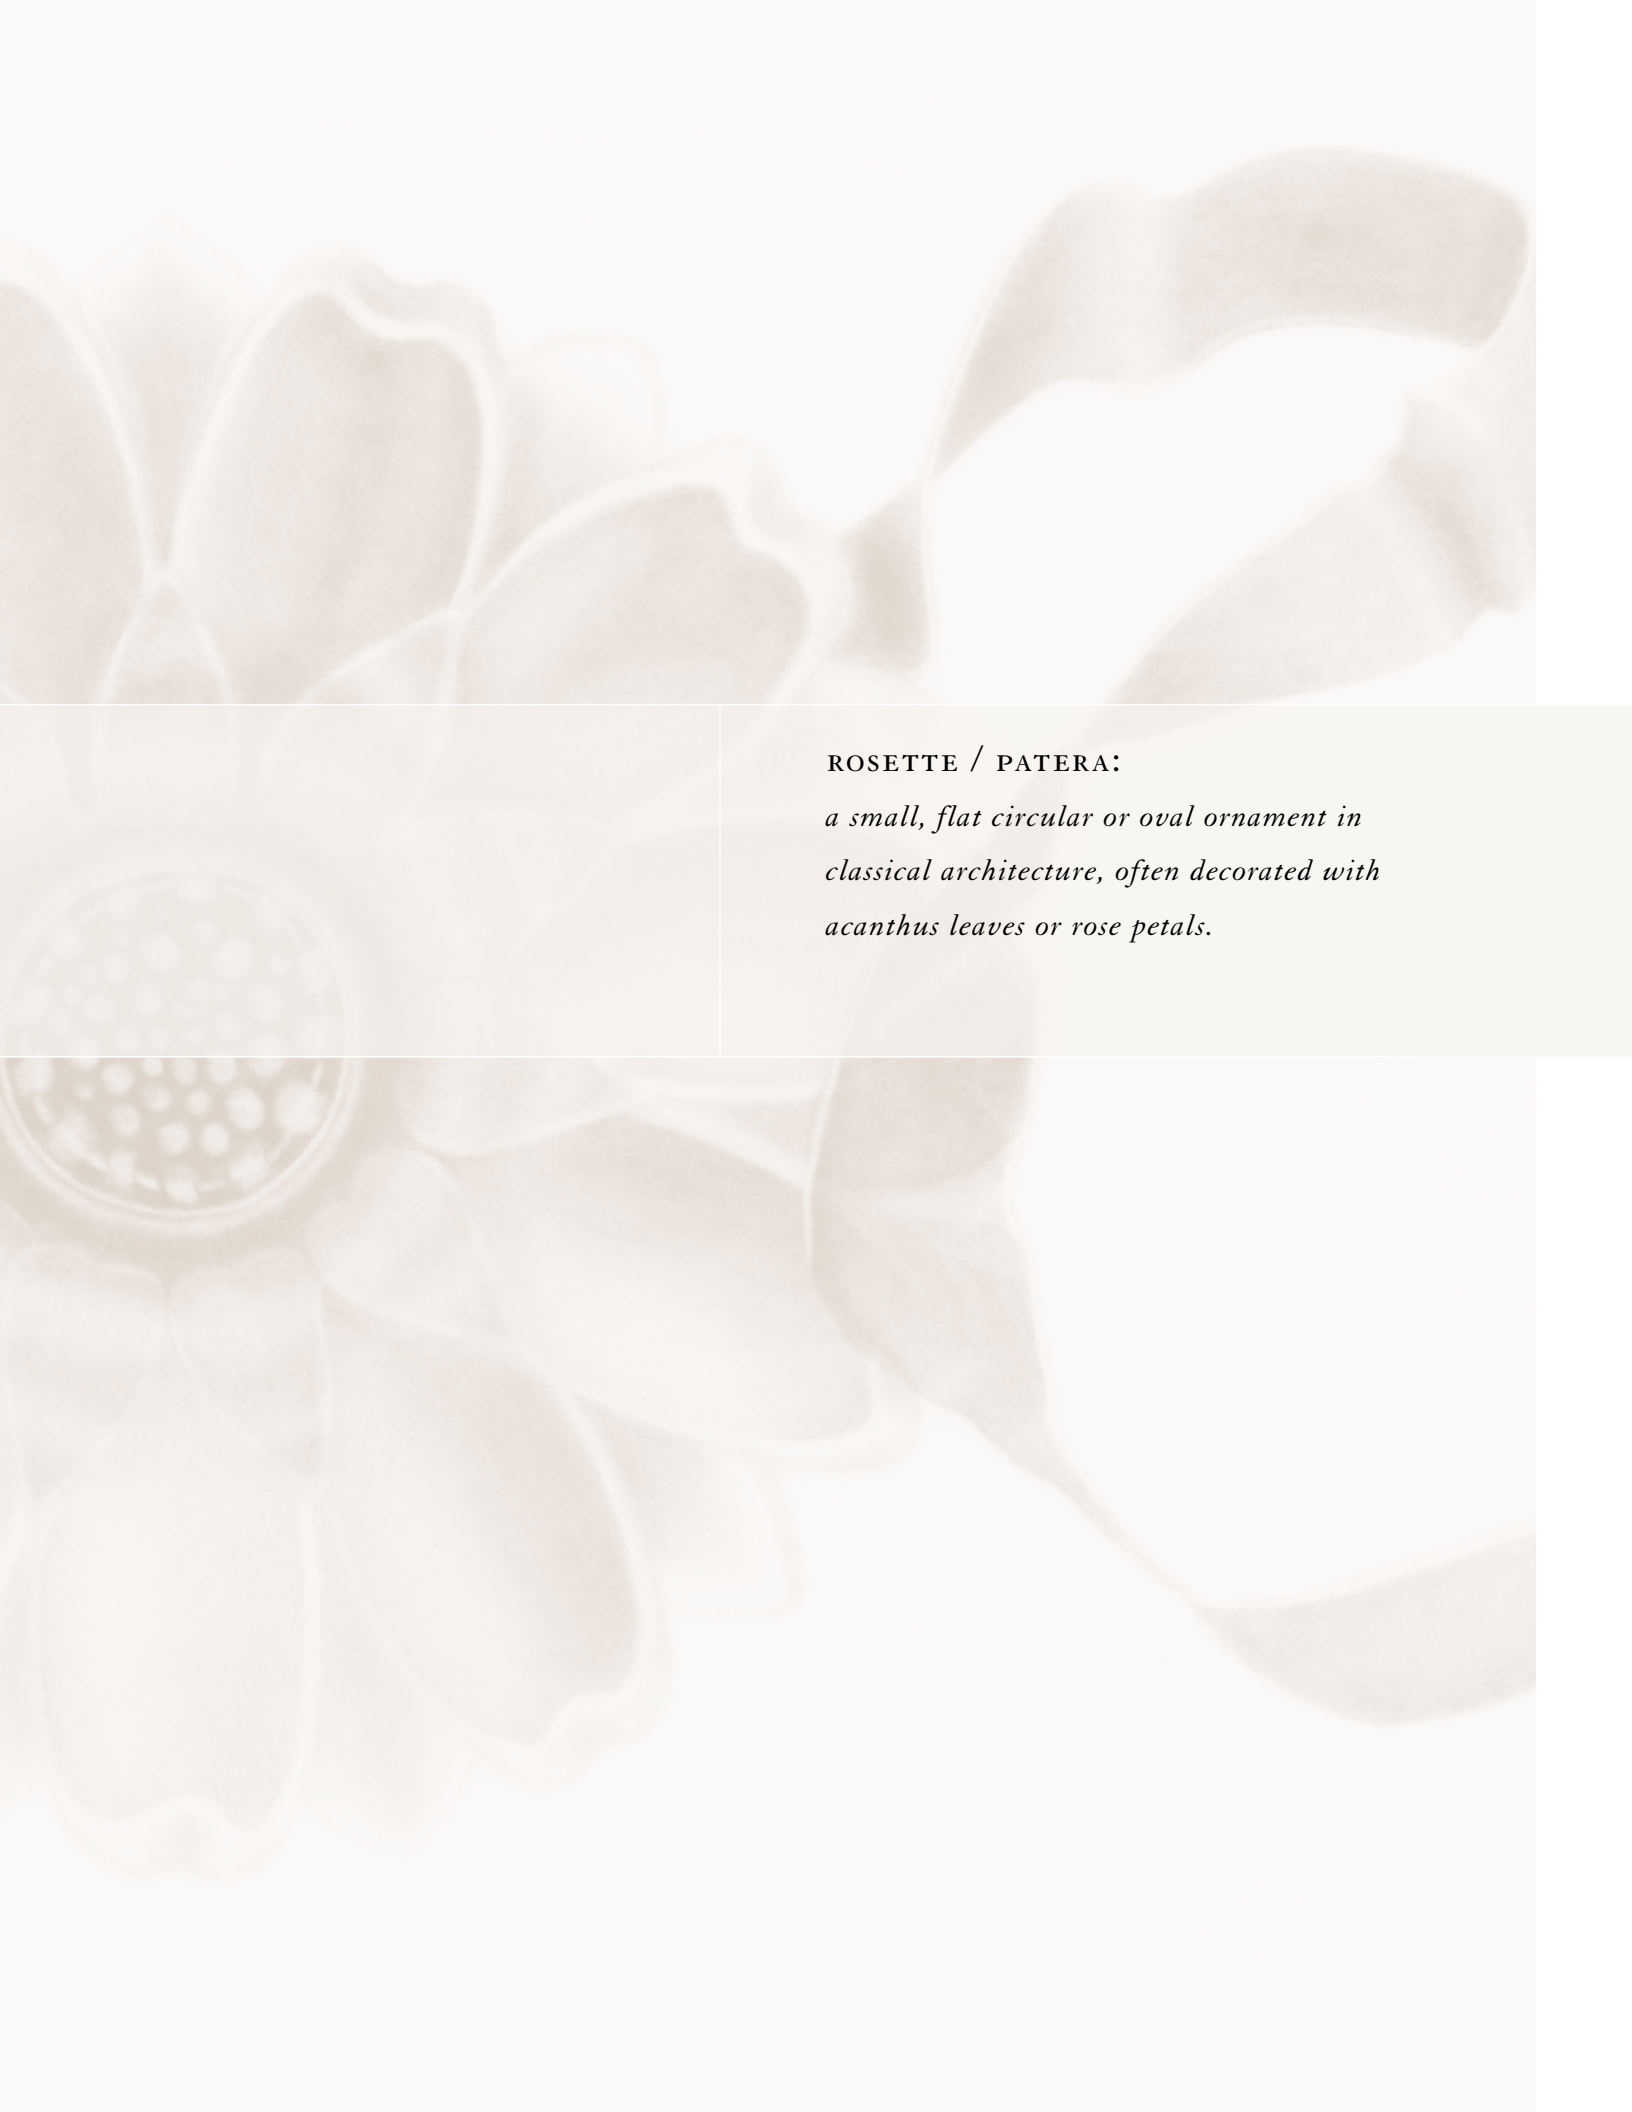 ROSETTE / PATERA:
a small, flat circular or oval ornament in
classical architecture, often decorated with
acanthus leaves or rose petals.